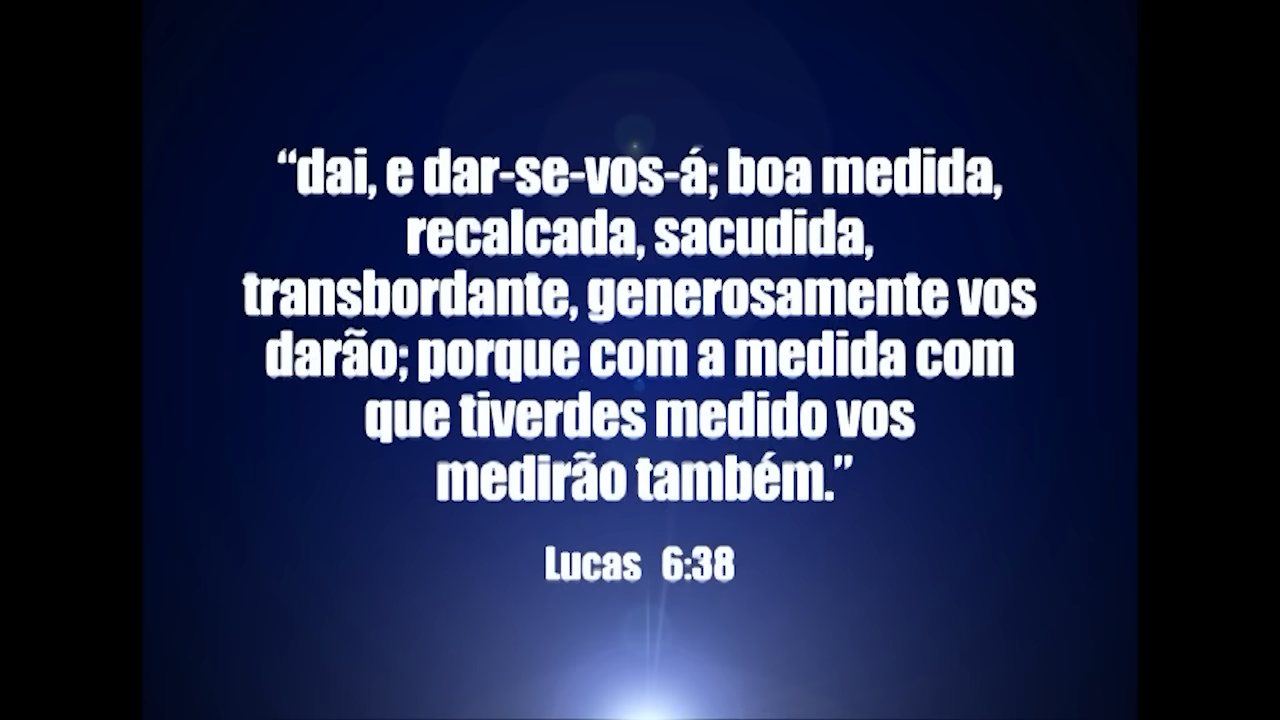 “dai, e dar-se-vos-á; boa medida,
recalcada, sacudida,
transbordante, generosamente vos
darão; porque com a medida com
que tiverdes medido vos
medirão também.”
Lucas 6:38